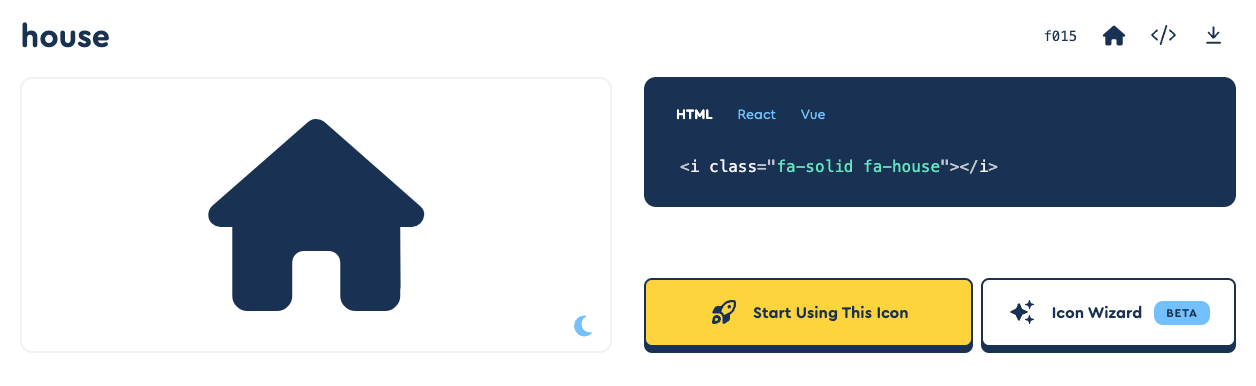 house
f015
HTML React Vue
<i class="fa-solid fa-house"></i>
Start Using This Icon
Icon Wizard BETA